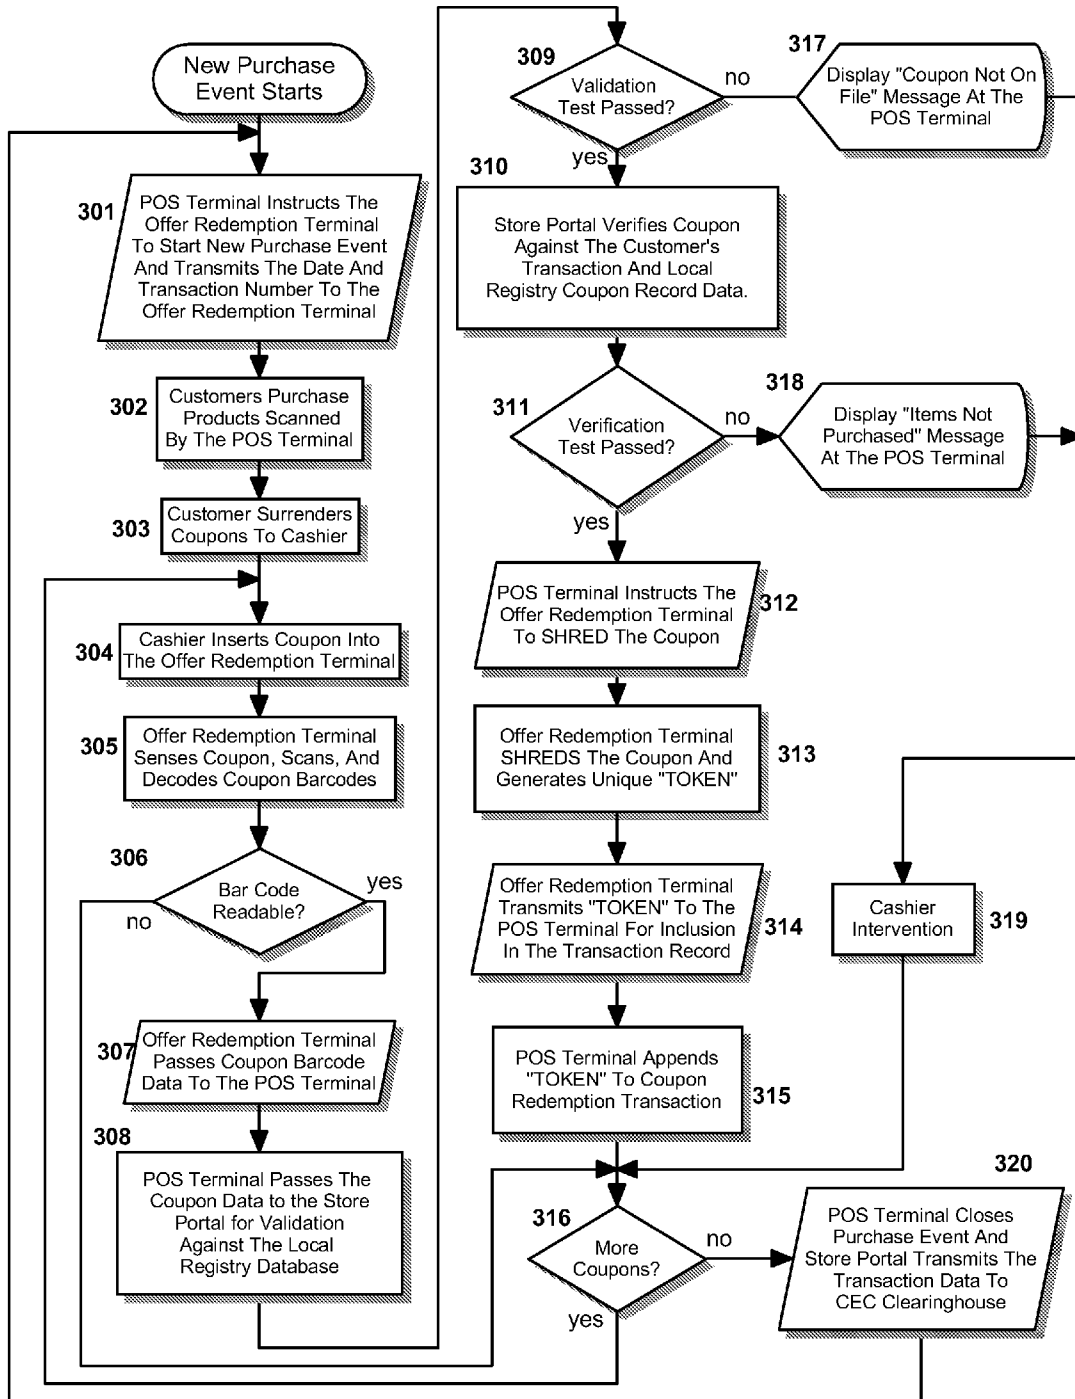 New Purchase
Event Starts
301
POS Terminal Instructs The
Offer Redemption Terminal
To Start New Purchase Event
And Transmits The Date And
Transaction Number To The
Offer Redemption Terminal
302
Customers Purchase
Products Scanned
By The POS Terminal
303
Customer Surrenders
Coupons To Cashier
304
Cashier Inserts Coupon Into
The Offer Redemption Terminal
305
Offer Redemption Terminal
Senses Coupon, Scans, And
Decodes Coupon Barcodes
306
Bar Code
Readable?
yes
no
307
Offer Redemption Terminal
Passes Coupon Barcode
Data To The POS Terminal
308
POS Terminal Passes The
Coupon Data to the Store
Portal for Validation
Against The Local
Registry Database
309
Validation
Test Passed?
no
yes
317
Display "Coupon Not On
File" Message At The
POS Terminal
310
Store Portal Verifies Coupon
Against The Customer's
Transaction And Local
Registry Coupon Record Data.
311
Verification
Test Passed?
no
yes
318
Display "Items Not
Purchased" Message
At The POS Terminal
POS Terminal Instructs The
Offer Redemption Terminal
To SHRED The Coupon
312
Offer Redemption Terminal
SHREDS The Coupon And
Generates Unique "TOKEN"
313
Offer Redemption Terminal
Transmits "TOKEN" To The
POS Terminal For Inclusion
In The Transaction Record
314
Cashier
Intervention
319
POS Terminal Appends
"TOKEN" To Coupon
Redemption Transaction
315
316
More
Coupons?
no
yes
320
POS Terminal Closes
Purchase Event And
Store Portal Transmits The
Transaction Data To
CEC Clearinghouse